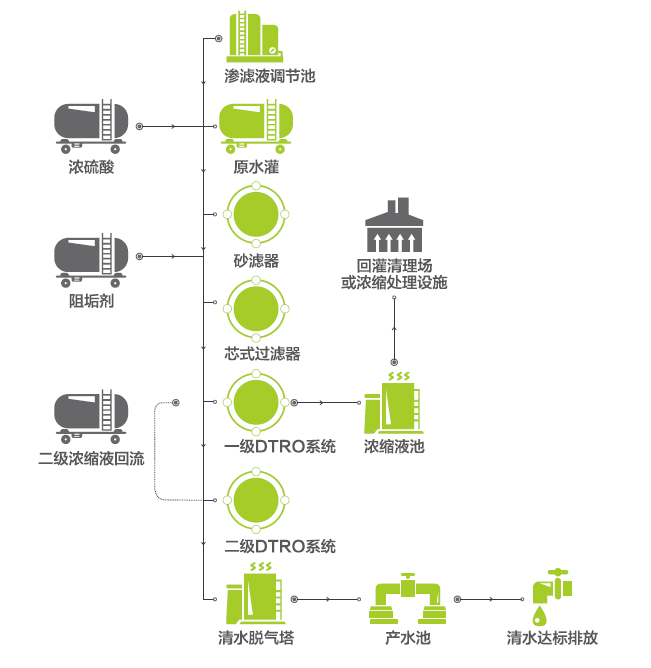 渗滤液调节池
浓硫酸
原水灌
砂滤器
回灌清理场
或浓缩处理设施
阻垢剂
芯式过滤器
一级DTRO系统
浓缩液池
二级浓缩液回流
二级DTRO系统
清水脱气塔
产水池
清水达标排放